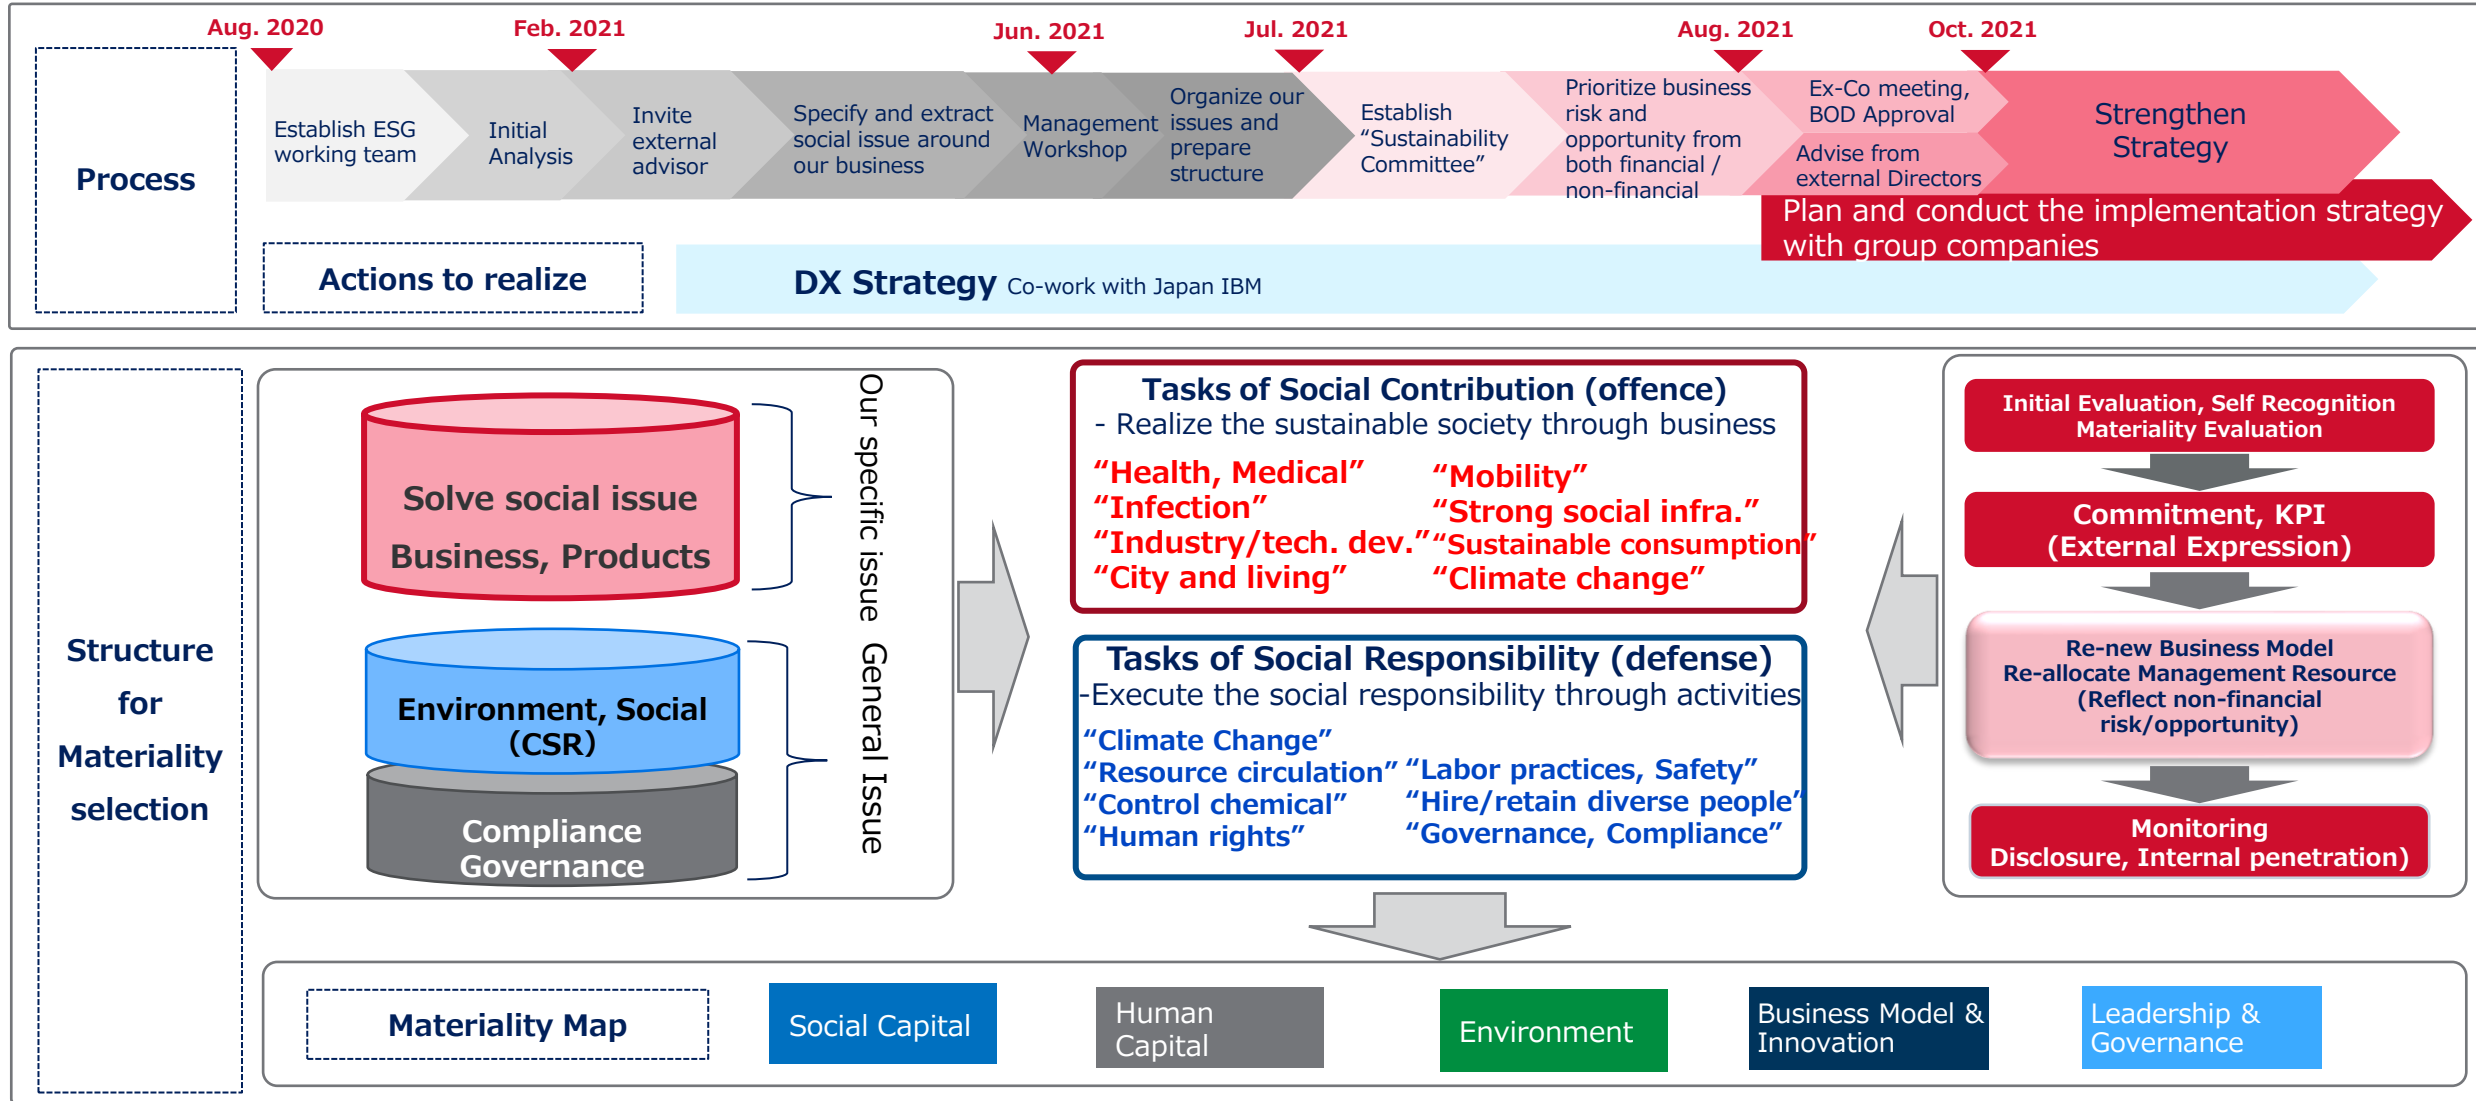 Aug. 2020
Feb. 2021
Jun. 2021
Jul. 2021
Aug. 2021
Oct. 2021
Process
Establish ESG
working team
Initial
Analysis
Invite
external
advisor
Specify and extract
social issue around
our business
Management
Workshop
Organize our
issues and
prepare
structure
Establish
“Sustainability
Committee”
Prioritize business
risk and
opportunity from
both financial /
non-financial
Ex-Co meeting,
BOD Approval
Advise from
external Directors
Strengthen
Strategy
Plan and conduct the implementation strategy
with group companies
Actions to realize
DX Strategy Co-work with Japan IBM
Structure
for
Materiality
selection
Solve social issue
Business, Products
Our specific issue
Environment, Social
(CSR)
Compliance
Governance
General Issue
Tasks of Social Contribution (offence)
- Realize the sustainable society through business
“Health, Medical”
“Infection”
“Industry/tech. dev.”
“City and living”
“Mobility”
“Strong social infra.”
“Sustainable consumption”
“Climate change”
Tasks of Social Responsibility (defense)
-Execute the social responsibility through activities
“Climate Change”
“Resource circulation”
“Control chemical”
“Human rights”
“Labor practices, Safety”
“Hire/retain diverse people”
“Governance, Compliance”
Initial Evaluation, Self Recognition
Materiality Evaluation
Commitment, KPI
(External Expression)
Re-new Business Model
Re-allocate Management Resource
(Reflect non-financial
risk/opportunity)
Monitoring
Disclosure, Internal penetration)
Materiality Map
Social Capital
Human
Capital
Environment
Business Model &
Innovation
Leadership &
Governance